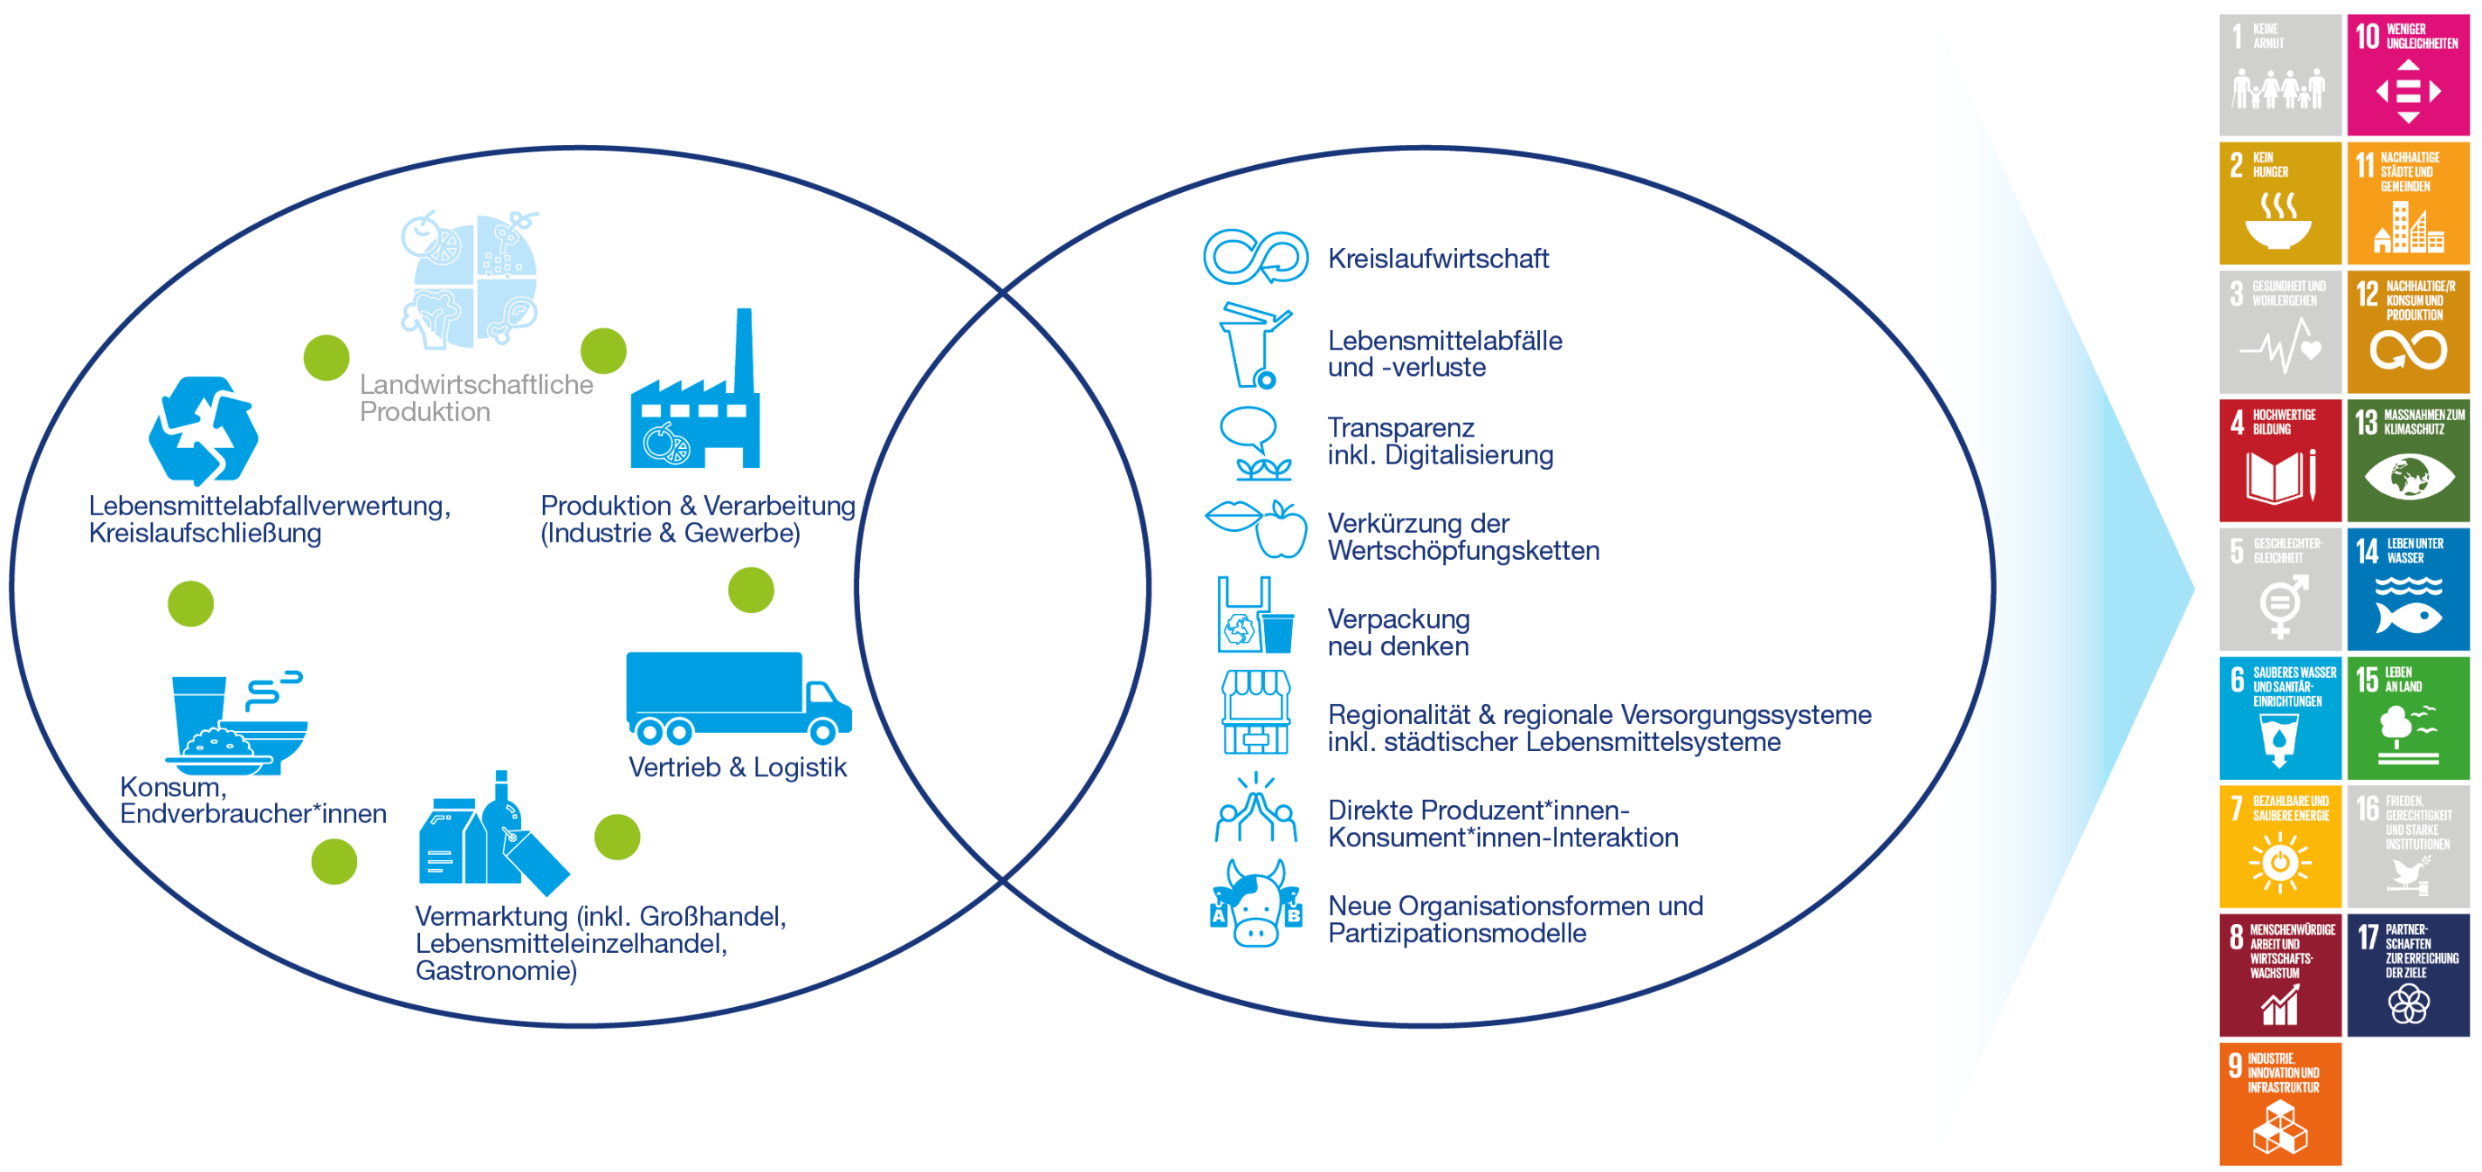 Landwirtschaftliche
Produktion
Lebensmittelabfallverwertung,
Kreislaufschließung
Produktion & Verarbeitung
(Industrie & Gewerbe)
Konsum,
Endverbraucher*innen
Vertrieb & Logistik
Vermarktung (inkl. Großhandel,
Lebensmitteleinzelhandel,
Gastronomie)
Kreislaufwirtschaft
Lebensmittelabfälle
und -verluste
Transparenz
inkl. Digitalisierung
Verkürzung der
Wertschöpfungsketten
Verpackung
neu denken
Regionalität & regionale Versorgungssysteme
inkl. städtischer Lebensmittelsysteme
Direkte Produzent*innen-
Konsument*innen-Interaktion
A B
Neue Organisationsformen und
Partizipationsmodelle
1 KEINE
ARMUT
10 WENIGER
UNGLEICHHEITEN
2 KEIN
HUNGER
11 NACHHALTIGE
STÄDTE UND
GEMEINDEN
3 GESUNDHEIT UND
WOHLERGEHEN
12 NACHHALTIGE/R
KONSUM UND
PRODUKTION
4 HOCHWERTIGE
BILDUNG
13 MASSNAHMEN ZUM
KLIMASCHUTZ
5 GESCHLECHTER-
GLEICHHEIT
14 LEBEN UNTER
WASSER
6 SAUBERES WASSER
UND SANITÄR-
EINRICHTUNGEN
15 LEBEN
AN LAND
7 BEZAHLBARE UND
SAUBERE ENERGIE
16 FRIEDEN,
GERECHTIGKEIT
UND STARKE
INSTITUTIONEN
8 MENSCHENWÜRDIGE
ARBEIT UND
WIRTSCHAFTS-
WACHSTUM
17 PARTNER-
SCHAFTEN
ZUR ERREICHUNG
DER ZIELE
9 INDUSTRIE,
INNOVATION UND
INFRASTRUKTUR